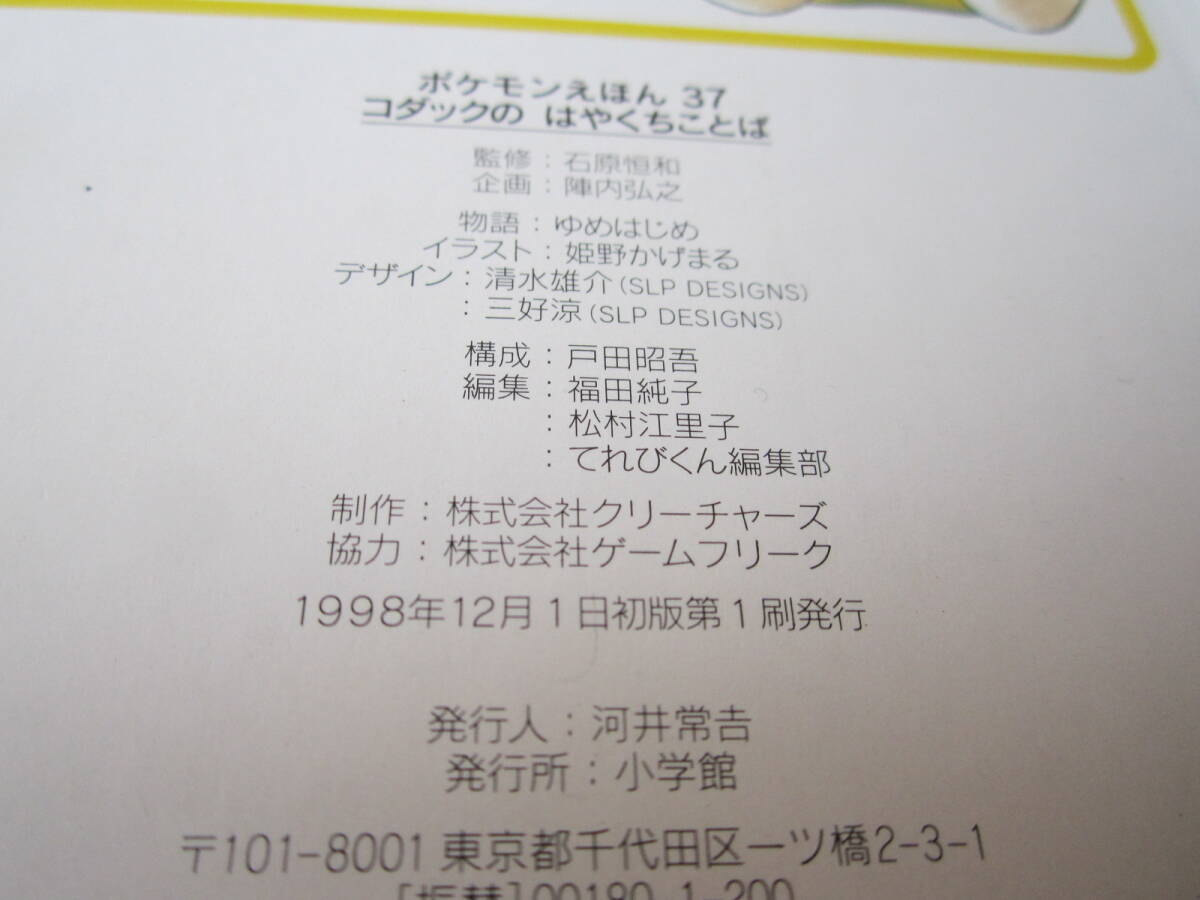 ポケモンえほん 37
コダックの はやくちことば
監修：石原恒和
企画：陣内弘之
物語：ゆめはじめ
イラスト：姫野かげまる
デザイン：清水雄介（SLP DESIGNS）
：三好涼（SLP DESIGNS）
構成：戸田昭吾
編集：福田純子
：松村江里子
：てれびくん編集部
制作：株式会社クリーチャーズ
協力：株式会社ゲームフリーク
1998年12月1日初版第1刷発行
発行人：河井常吉
発行所：小学館
〒101-8001 東京都千代田区一ツ橋2-3-1
[振替]00180-1-200